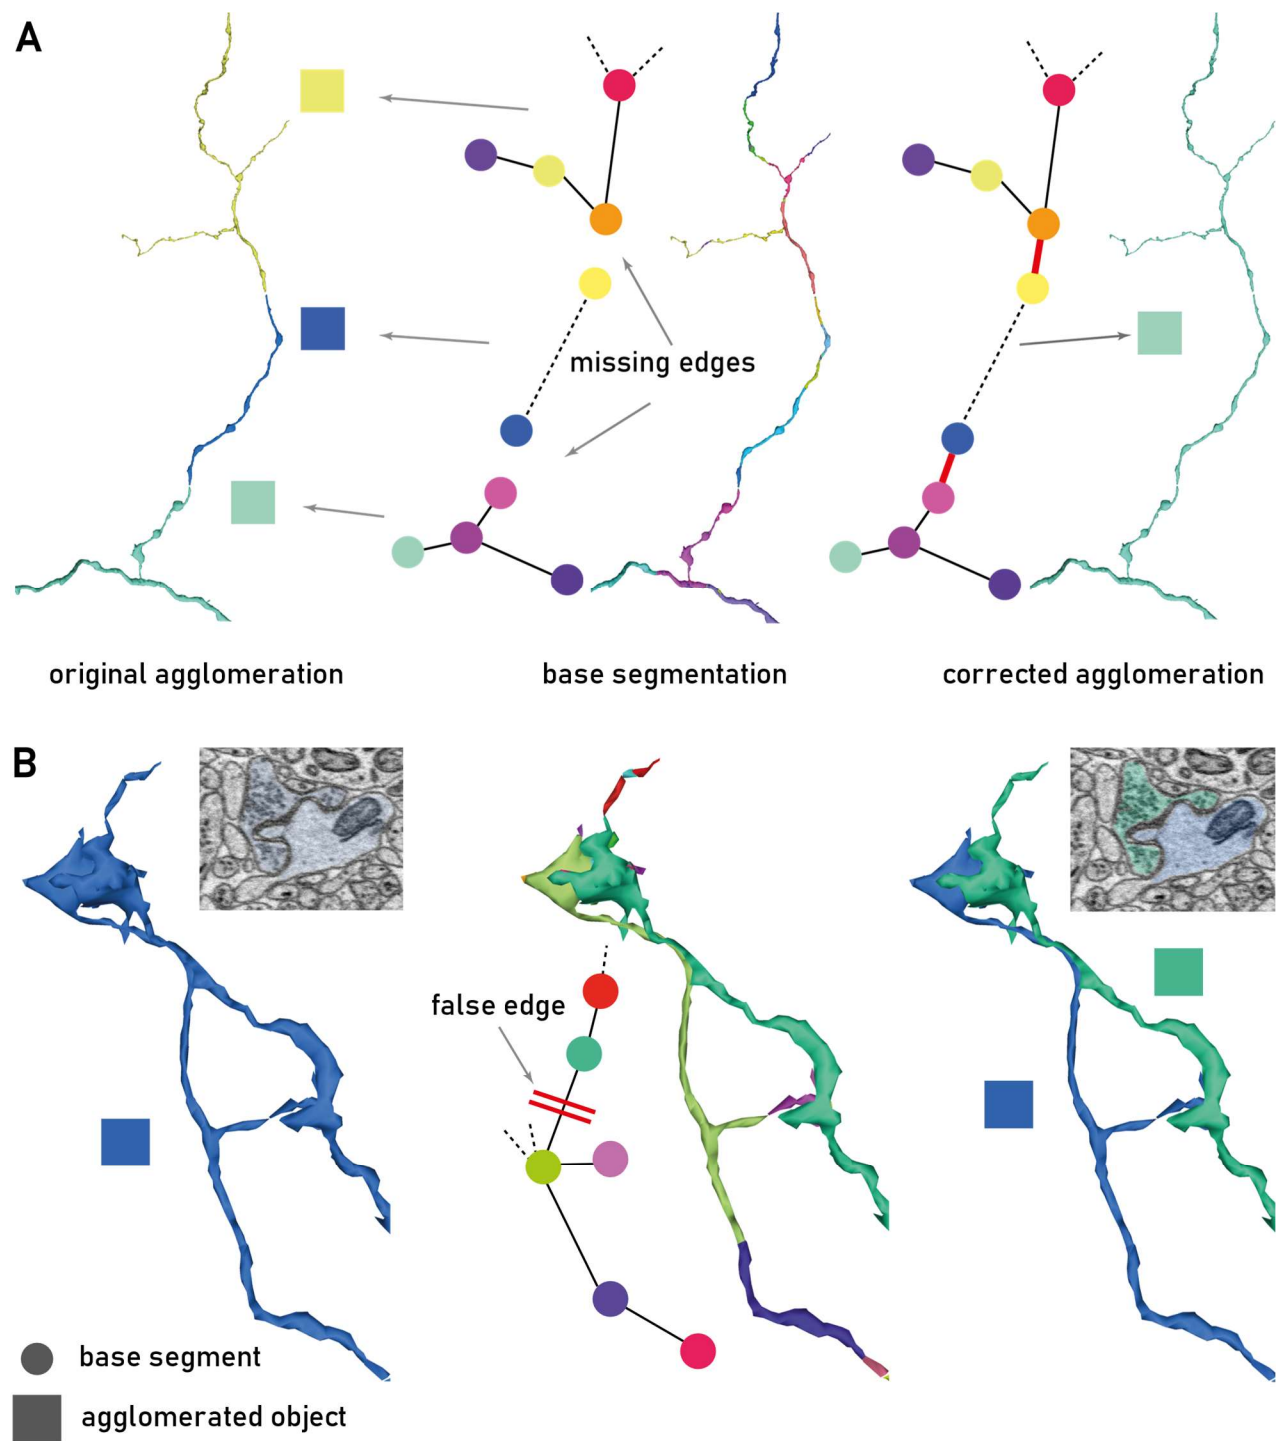 A
missing edges
original agglomeration
base segmentation
corrected agglomeration
B
false edge
base segment
agglomerated object